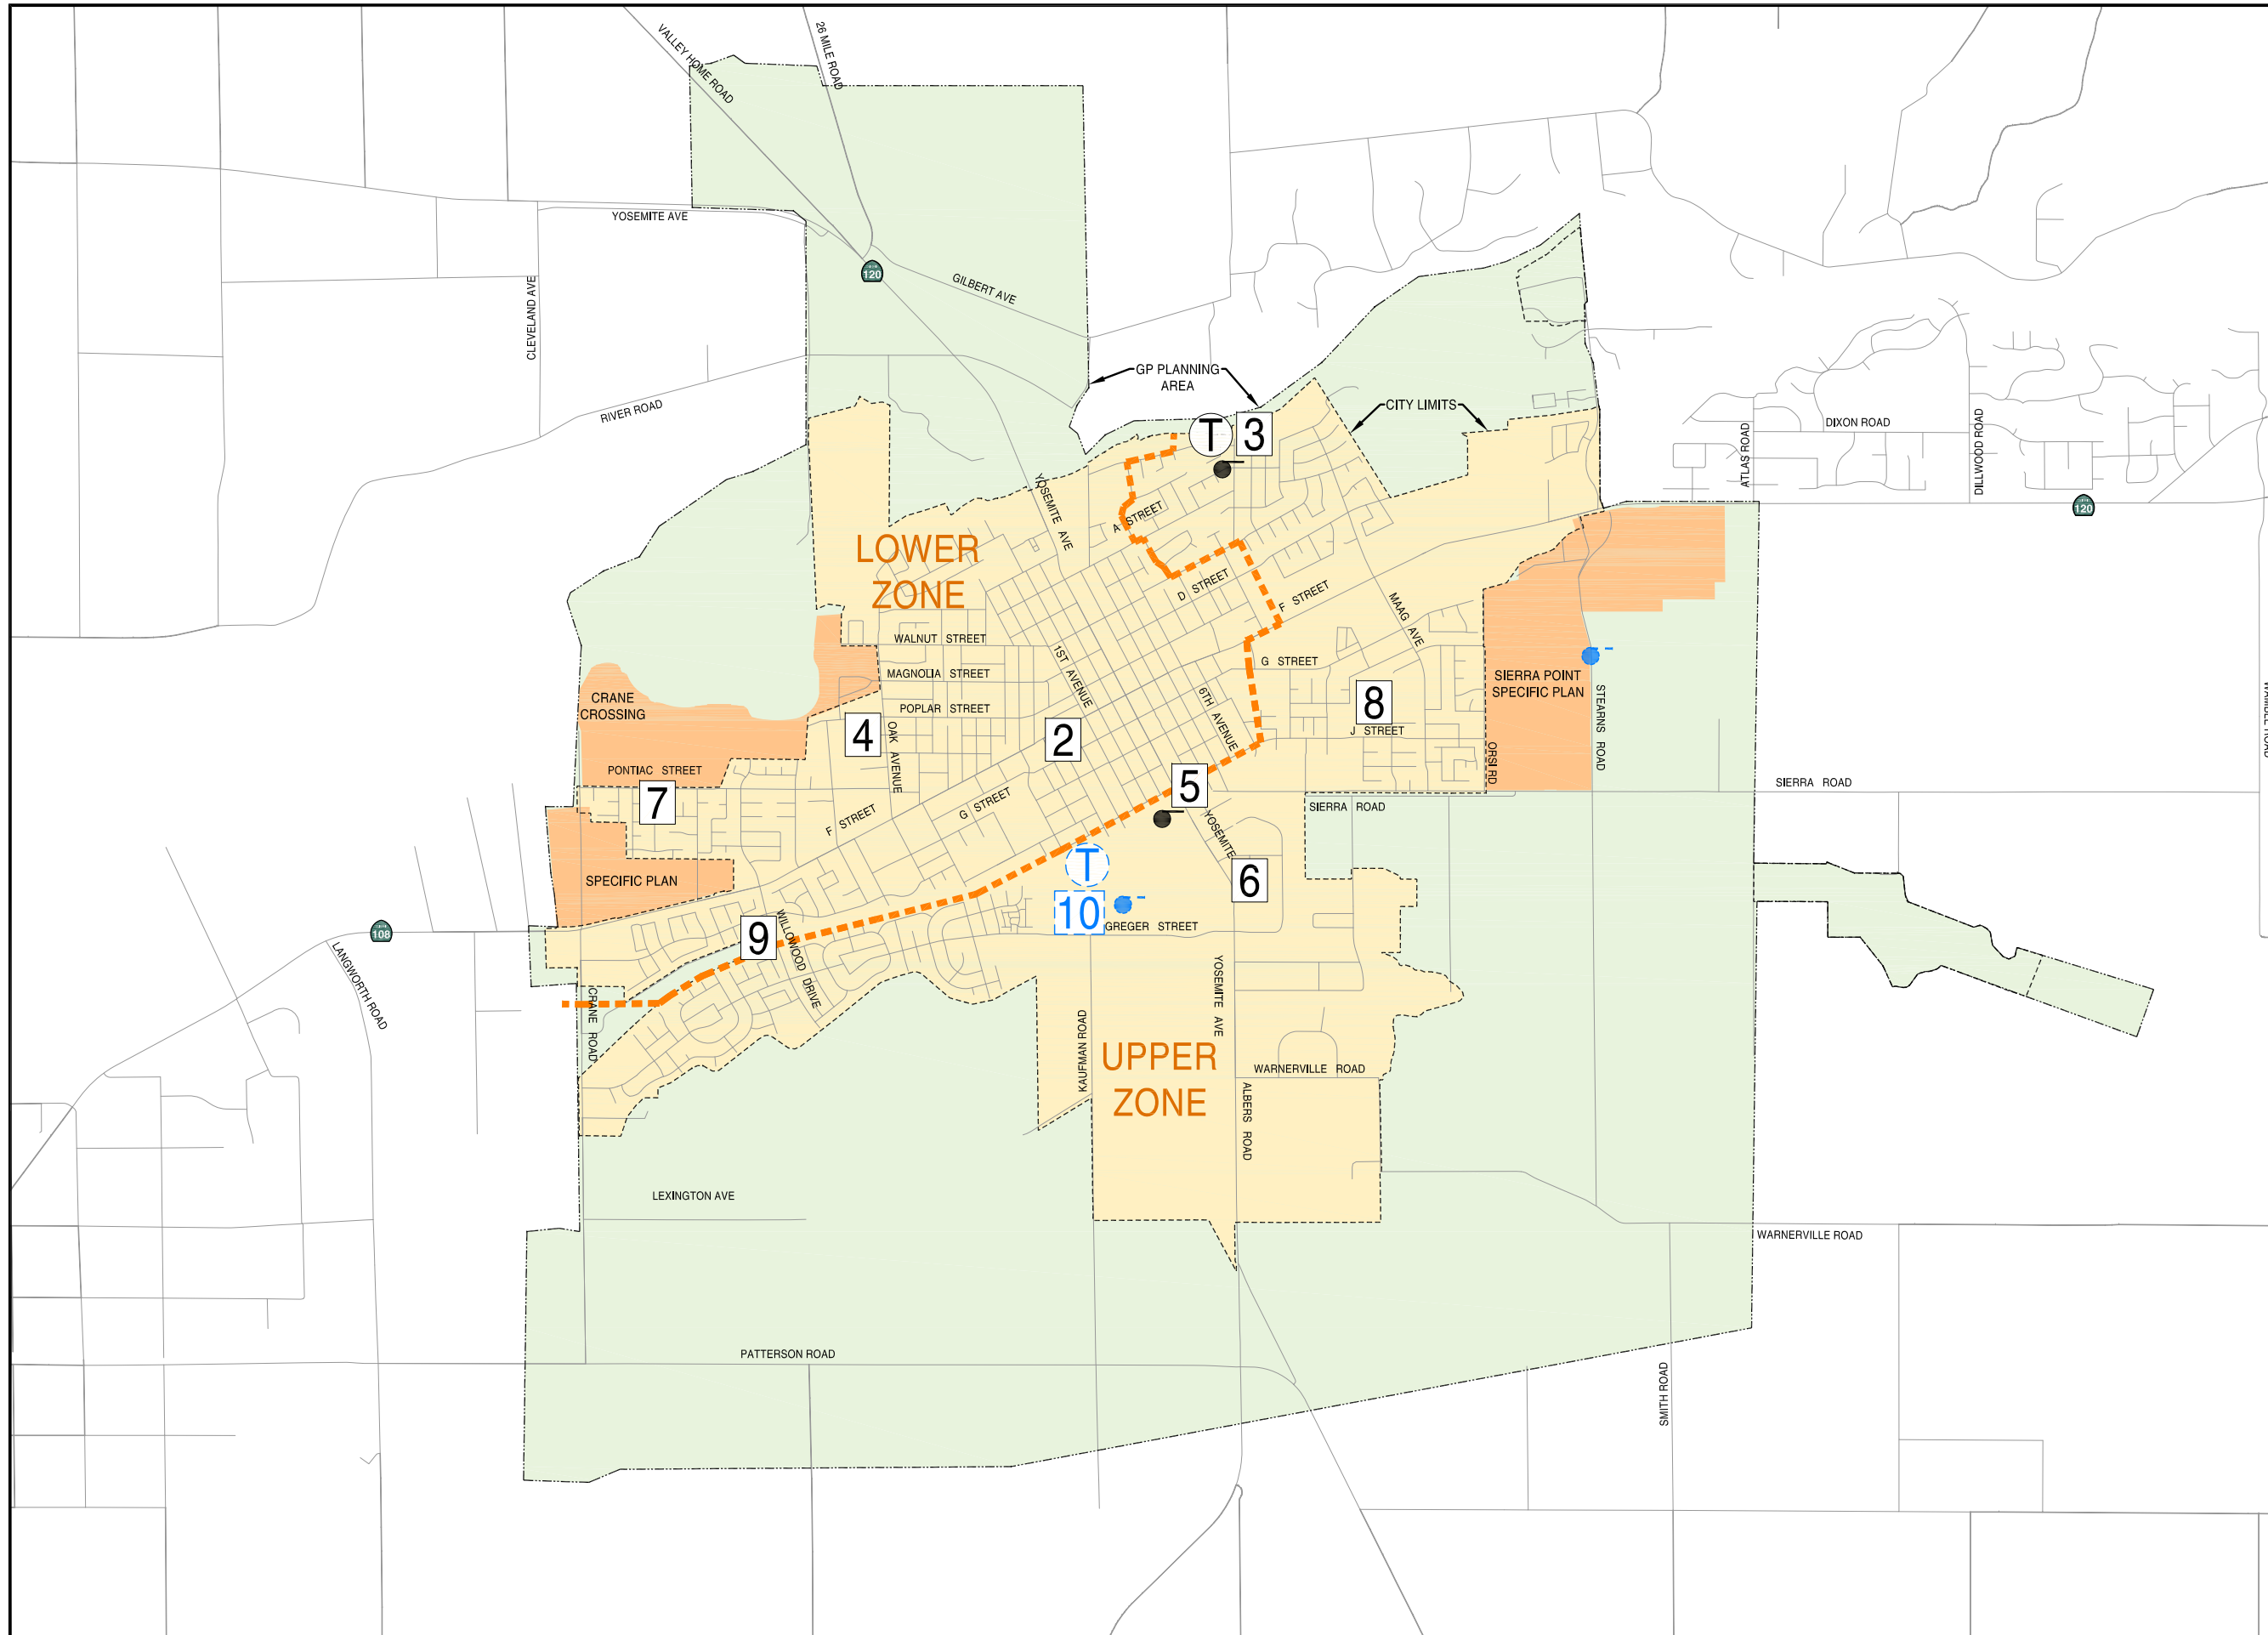 VALLEY HOME ROAD
26 MILE ROAD
YOSEMITE AVE
120
GILBERT AVE
CLEVELAND AVE
GP PLANNING
AREA
CITY LIMITS
RIVER ROAD
T
3
DIXON ROAD
ATLAS ROAD
DILLWOOD ROAD
120
YOSEMITE AVE
A STREET
LOWER
ZONE
D STREET
F STREET
MAAG AVE
WALNUT STREET
1ST AVENUE
G STREET
MAGNOLIA STREET
SIERRA POINT
SPECIFIC PLAN
CRANE
CROSSING
POPLAR STREET
6TH AVENUE
8
STEARNS ROAD
4
OAK AVENUE
2
J STREET
ORSI RD
PONTIAC STREET
7
5
SIERRA ROAD
SIERRA ROAD
F STREET
G STREET
YOSEMITE
T
6
SPECIFIC PLAN
10
GREGER STREET
108
9
WILLOWOOD DRIVE
LANGWORTH ROAD
CRANE ROAD
YOSEMITE AVE
KAUFMAN ROAD
UPPER
ZONE
WARNERVILLE ROAD
ALBERS ROAD
LEXINGTON AVE
WARNERVILLE ROAD
PATTERSON ROAD
SMITH ROAD